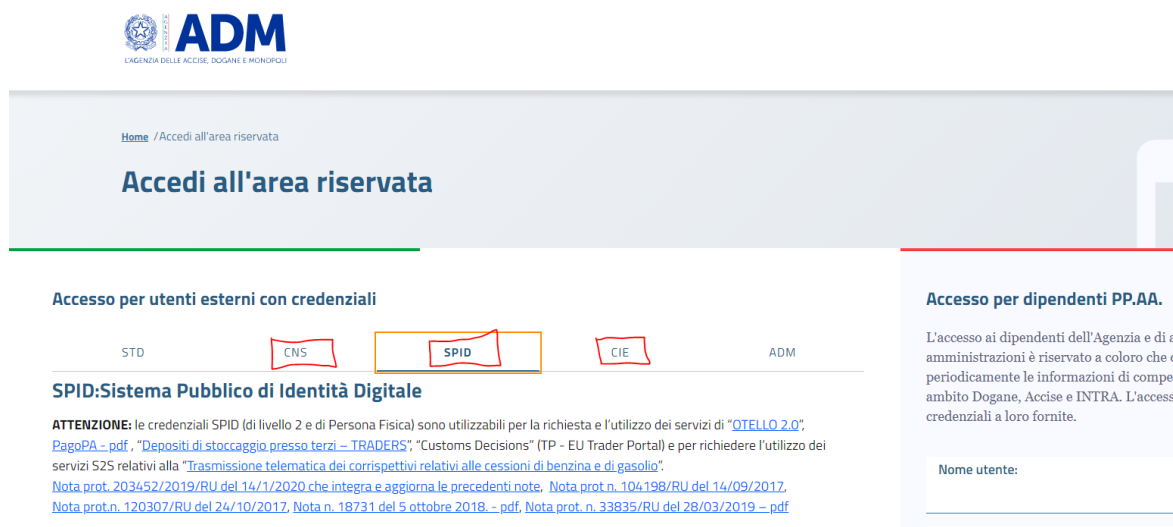 AGENZIA
ADM
L'AGENZIA DELLE ACCISE, DOGANE E MONOPOLI
Home / Accedi all'area riservata
Accedi all'area riservata
Accesso per utenti esterni con credenziali
STD CNS SPID CIE ADM
SPID:Sistema Pubblico di Identità Digitale
ATTENZIONE: le credenziali SPID (di livello 2 e di Persona Fisica) sono utilizzabili per la richiesta e l'utilizzo dei servizi di “OTELLO 2.0”,
PagoPA - pdf , “Depositi di stoccaggio presso terzi – TRADERS”, “Customs Decisions” (TP - EU Trader Portal) e per richiedere l'utilizzo dei
servizi S2S relativi alla “Trasmissione telematica dei corrispettivi relativi alle cessioni di benzina e di gasolio”.
Nota prot. 203452/2019/RU del 14/1/2020 che integra e aggiorna le precedenti note, Nota prot n. 104198/RU del 14/09/2017,
Nota prot.n. 120307/RU del 24/10/2017, Nota n. 18731 del 5 ottobre 2018. - pdf, Nota prot. n. 33835/RU del 28/03/2019 – pdf
Accesso per dipendenti PP.AA.
L'accesso ai dipendenti dell'Agenzia e di a
amministrazioni è riservato a coloro che
periodicamente le informazioni di compe
ambito Dogane, Accise e INTRA. L'access
credenziali a loro fornite.
Nome utente: